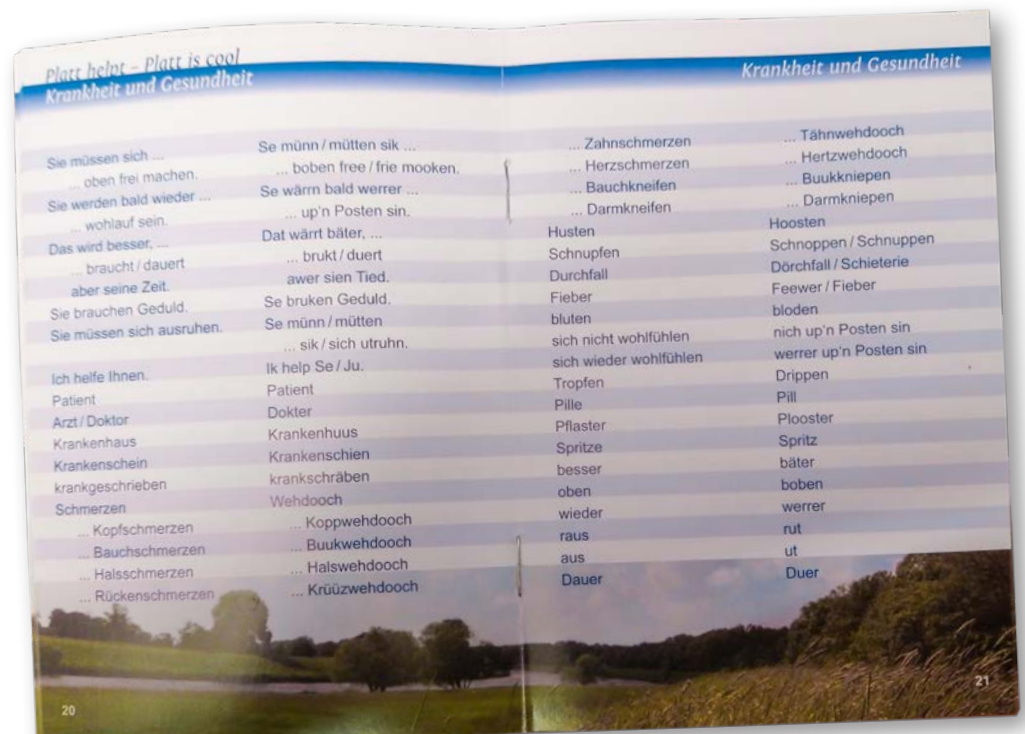 Platt helpt – Platt is cool
Krankheit und Gesundheit
Sie müssen sich ... Se münn / mütten sik ...
... oben frei machen. ... boben free / frie mooken.
Sie werden bald wieder ... Se wärrn bald werrer ...
... wohlauf sein. ... up'n Posten sin.
Das wird besser, ... Dat wärrt bäter, ...
... braucht / dauert ... brukt / duert
aber seine Zeit. awer sien Tied.
Sie brauchen Geduld. Se bruken Geduld.
Sie müssen sich ausruhen. Se münn / mütten
... sik / sich utruhn.
Ich helfe Ihnen. Ik help Se / Ju.
Patient Patient
Arzt / Doktor Dokter
Krankenhaus Krankenhuus
Krankenschein Krankenschien
krankgeschrieben krankschräben
Schmerzen Wehdooch
... Kopfschmerzen ... Koppwehdooch
... Bauchschmerzen ... Buukwehdooch
... Halsschmerzen ... Halswehdooch
... Rückenschmerzen ... Krüüzwehdooch
20
Krankheit und Gesundheit
... Zahnschmerzen ... Tähnwehdooch
... Herzschmerzen ... Hertzwehdooch
... Bauchkneifen ... Buukkniepen
... Darmkneifen ... Darmkniepen
Husten Hoosten
Schnupfen Schnoppen / Schnuppen
Durchfall Dörchfall / Schieterie
Fieber Feewer / Fieber
bluten bloden
sich nicht wohlfühlen nich up'n Posten sin
sich wieder wohlfühlen werrer up'n Posten sin
Tropfen Drippen
Pille Pill
Pflaster Plooster
Spritze Spritz
besser bäter
oben boben
wieder werrer
raus rut
aus ut
Dauer Duer
21